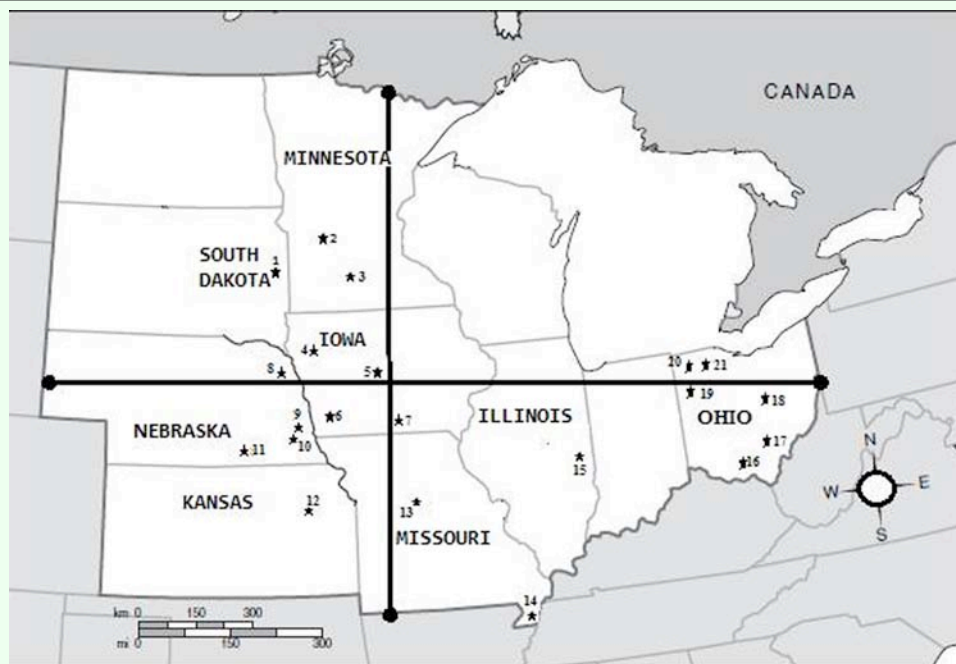 CANADA
MINNESOTA
2
SOUTH
DAKOTA
1
3
IOWA
4
8
5
20
21
19
18
9
6
7
ILLINOIS
OHIO
NEBRASKA
10
11
17
N
15
16
W
E
KANSAS
12
13
S
MISSOURI
14
km 0 150 300
mi 0 150 300